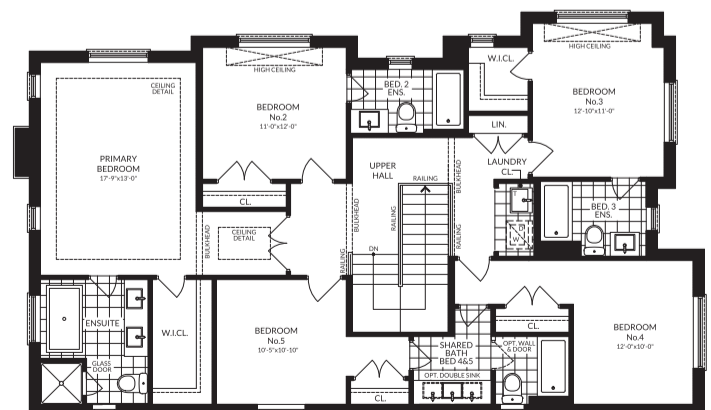 HIGH CEILING
W.I.CL.
HIGH CEILING
CEILING
DETAIL
BED. 2
ENS.
BEDROOM
No.2
11'-0"x12'-0"
BEDROOM
No.3
12'-10"x11'-0"
LIN.
PRIMARY
BEDROOM
17'-9"x13'-0"
UPPER
HALL
RAILING
BULKHEAD
LAUNDRY
CL.
CL.
BULKHEAD
RAILING
BED. 3
ENS.
BULKHEAD
CEILING
DETAIL
RAILING
RAILING
DN
ENSUITE
W.I.CL.
BEDROOM
No.5
10'-5"x10'-10"
CL.
BEDROOM
No.4
12'-0"x10'-0"
SHARED
BATH
BED 4&5
OPT. WALL
& DOOR
GLASS
DOOR
OPT. DOUBLE SINK
CL.